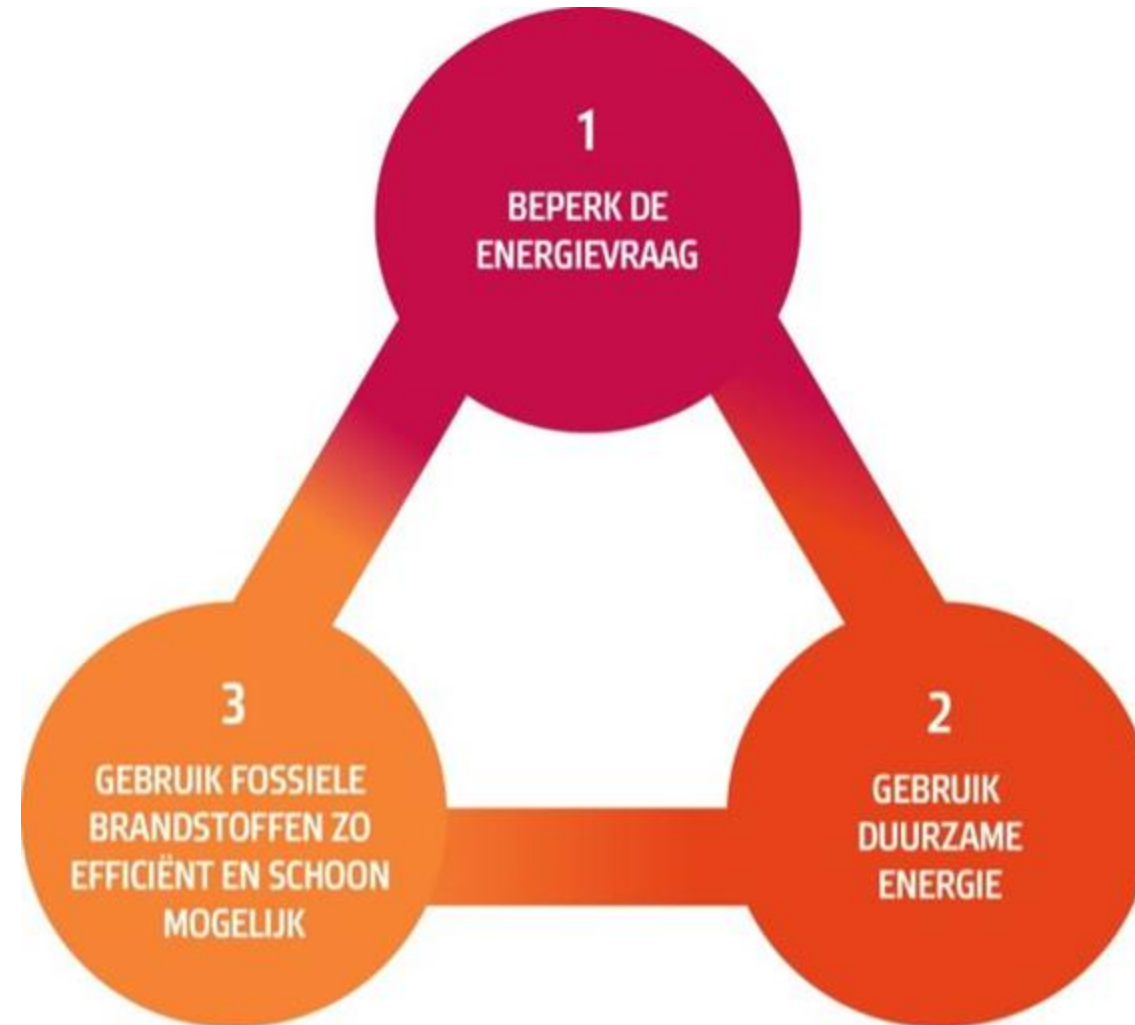 1
BEPERK DE
ENERGIEVRAAG
2
GEBRUIK
DUURZAME
ENERGIE
3
GEBRUIK FOSSIELE
BRANDSTOFFEN ZO
EFFICIËNT EN SCHOON
MOGELIJK